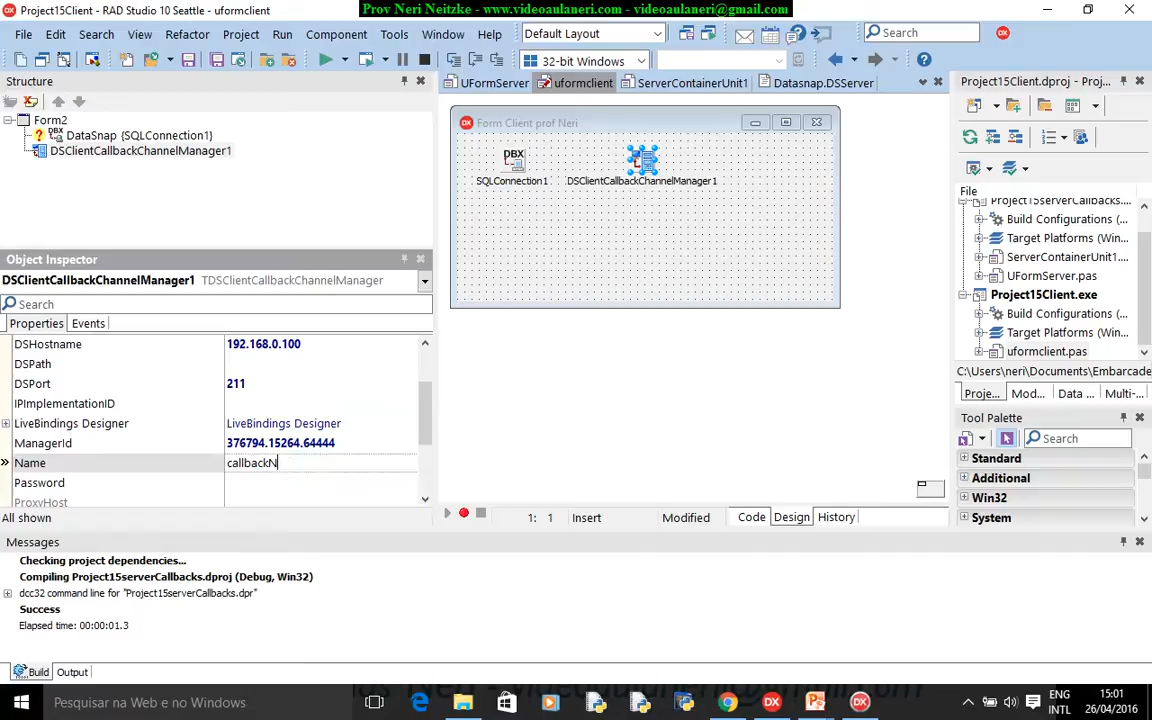 Project15Client - RAD Studio 10 Seattle - uformclient
Prov Neri Neitzke - www.videoaulaneri.com - neriaula@gmail.com
File Edit Search View Refactor Project Run Component Tools Window Help
Default Layout
Search
32-bit Windows
Structure
Form2
DataSnap {SQLConnection1}
DSClientCallbackChannelManager1
UFormServer uformclient ServerContainerUnit1 Datasnap.DSServer
Form Client prof Neri
DBX
SQLConnection1
DSClientCallbackChannelManager1
Object Inspector
DSClientCallbackChannelManager1 TDSClientCallbackChannelManager
Search
Properties Events
DSHostname 192.168.0.100
DSPath
DSPort 211
IPImplementationID
LiveBindings Designer LiveBindings Designer
ManagerId 376794.15264.64444
Name callbackN
Password
ProxyHost
All shown
1: 1 Insert Modified Code Design History
Project15Client.dproj - Proj...
File
Project15serverCallbacks....
Build Configurations (...
Target Platforms (Win...
ServerContainerUnit1....
UFormServer.pas
Project15Client.exe
Build Configurations (...
Target Platforms (Win...
uformclient.pas
C:\Users\neri\Documents\Embarcade
Proje... Mod... Data ... Multi-...
Tool Palette
Search
Standard
Additional
Win32
System
Messages
Checking project dependencies...
Compiling Project15serverCallbacks.dproj (Debug, Win32)
dcc32 command line for "Project15serverCallbacks.dpr"
Success
Elapsed time: 00:00:01.3
Build Output
Pesquisar na Web e no Windows
ENG
INTL
15:01
26/04/2016